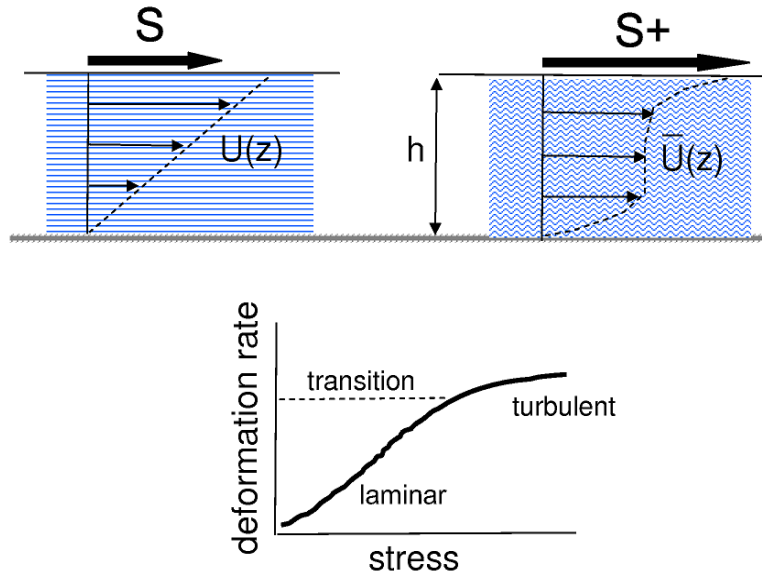 S
S+
U(z)
h
U̅(z)
deformation rate
transition
turbulent
laminar
stress